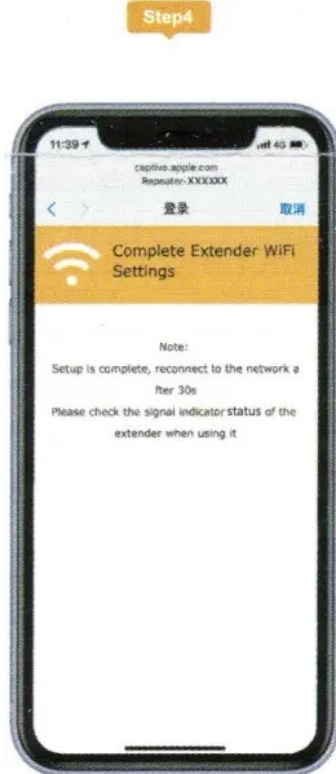 Step4
11:39
4G
captive.apple.com
Repeater-XXXXXX
登录
取消
Complete Extender WiFi
Settings
Note:
Setup is complete, reconnect to the network a
fter 30s
Please check the signal indicator status of the
extender when using it